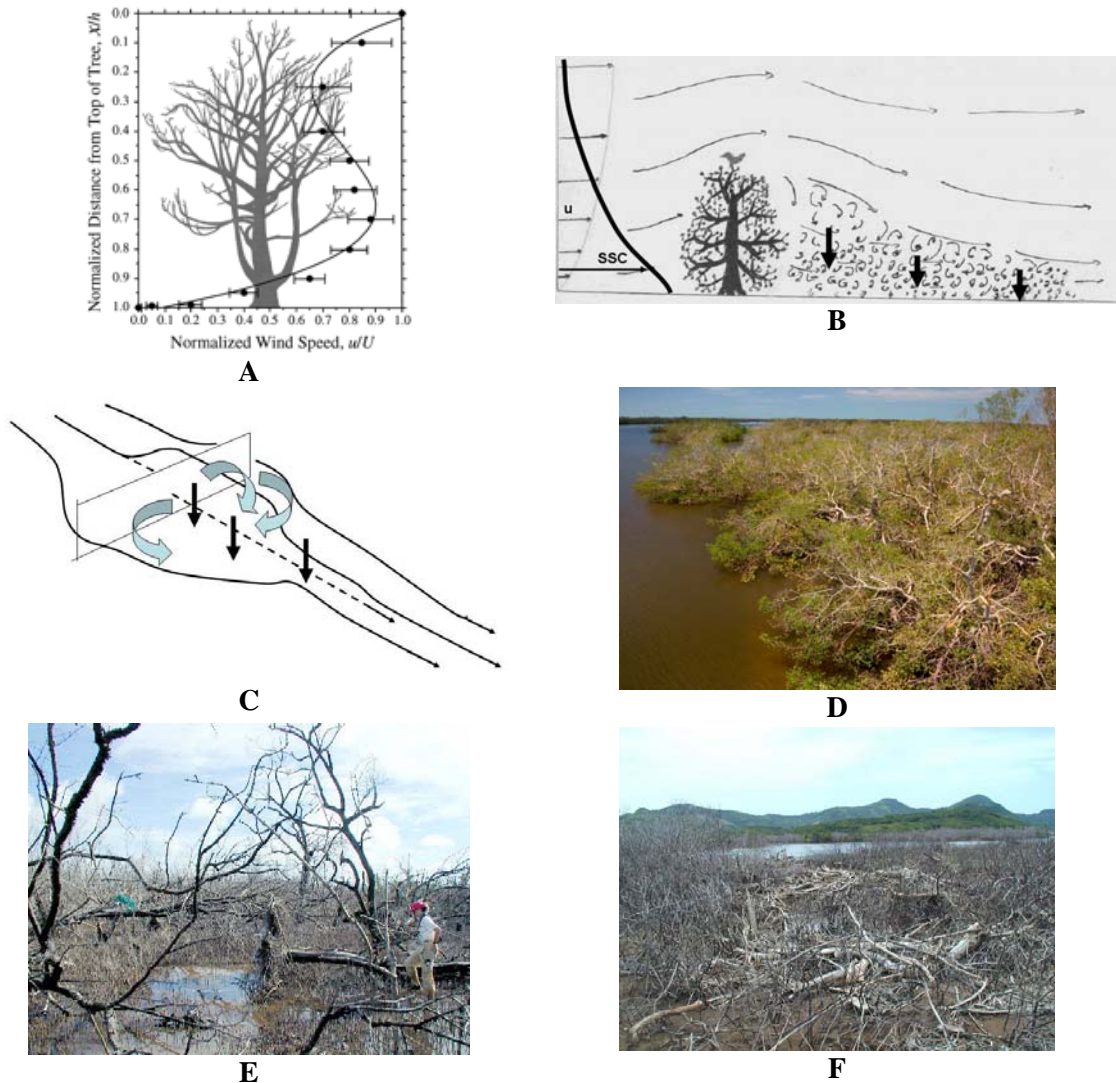 Normalized Distance from Top of Tree, X/h
0.0
0.1
0.2
0.3
0.4
0.5
0.6
0.7
0.8
0.9
1.0
0.0 0.1 0.2 0.3 0.4 0.5 0.6 0.7 0.8 0.9 1.0
Normalized Wind Speed, u/U
A
u
SSC
B
C
D
E
F